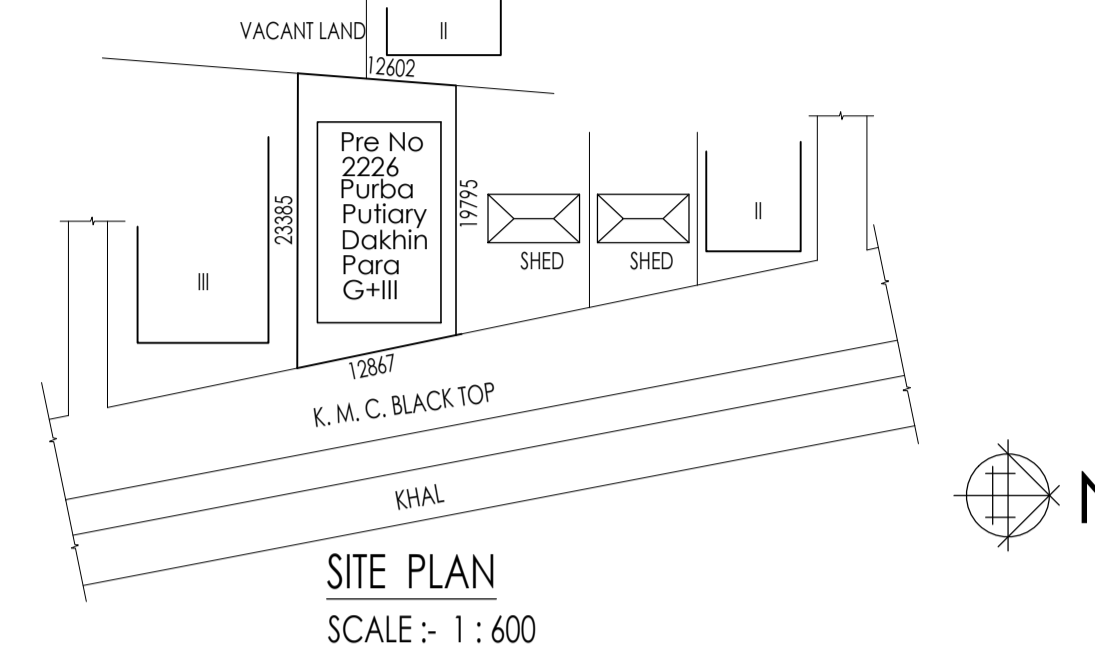 VACANT LAND
II
12602
Pre No
2226
Purba
Putiary
Dakhin
Para
G+III
23385
19795
SHED
SHED
II
III
12867
K. M. C. BLACK TOP
KHAL
SITE PLAN
SCALE :- 1 : 600